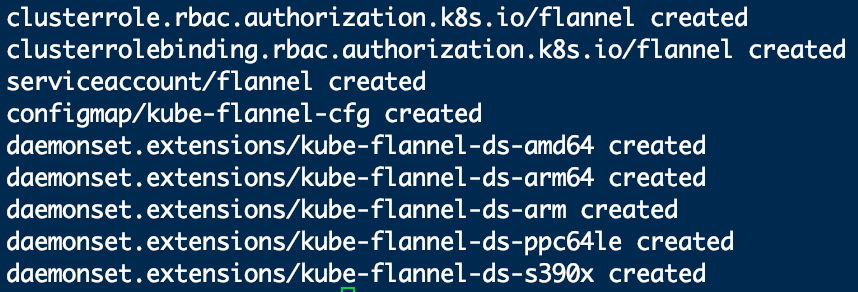 clusterrole.rbac.authorization.k8s.io/flannel created
clusterrolebinding.rbac.authorization.k8s.io/flannel created
serviceaccount/flannel created
configmap/kube-flannel-cfg created
daemonset.extensions/kube-flannel-ds-amd64 created
daemonset.extensions/kube-flannel-ds-arm64 created
daemonset.extensions/kube-flannel-ds-arm created
daemonset.extensions/kube-flannel-ds-ppc64le created
daemonset.extensions/kube-flannel-ds-s390x created